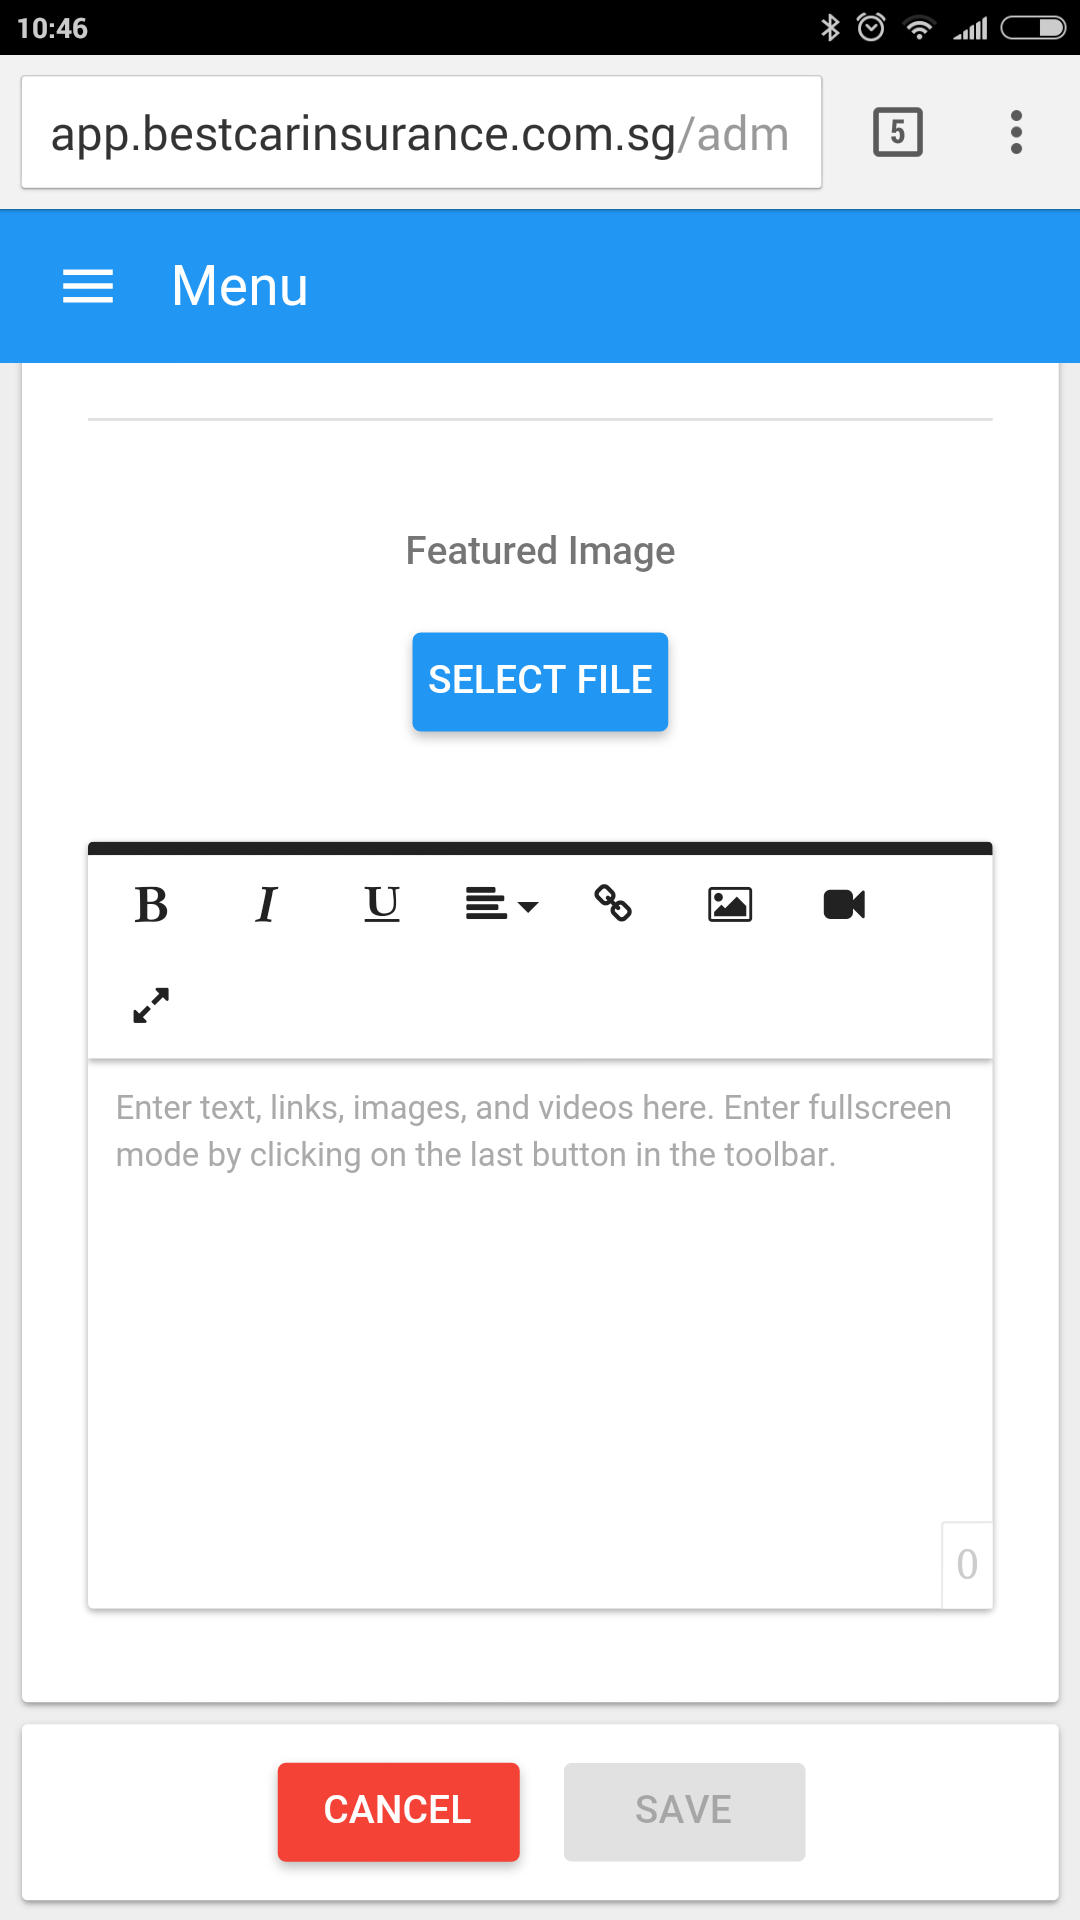 10:46
app.bestcarinsurance.com.sg/adm
5
Menu
Featured Image
SELECT FILE
B I U
Enter text, links, images, and videos here. Enter fullscreen
mode by clicking on the last button in the toolbar.
0
CANCEL SAVE